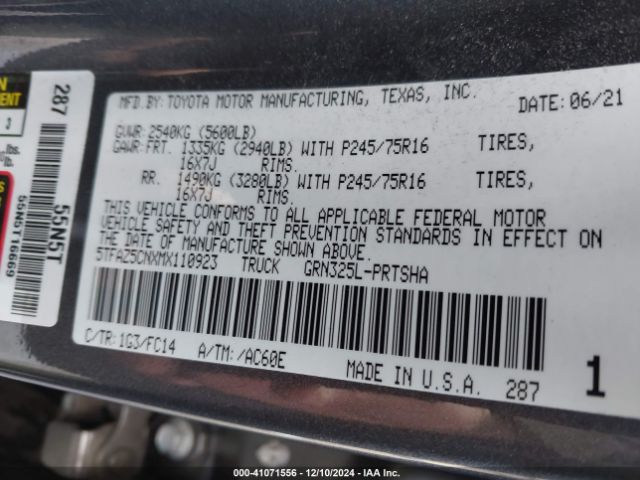 MFD.BY:TOYOTA MOTOR MANUFACTURING, TEXAS, INC. DATE:06/21
GVWR:2540KG (5600LB)
GAWR:FRT. 1335KG (2940LB) WITH P245/75R16 TIRES,
16X7J RIMS.
RR. 1490KG (3280LB) WITH P245/75R16 TIRES,
16X7J RIMS.
THIS VEHICLE CONFORMS TO ALL APPLICABLE FEDERAL MOTOR
VEHICLE SAFETY AND THEFT PREVENTION STANDARDS IN EFFECT ON
THE DATE OF MANUFACTURE SHOWN ABOVE.
5TFAZ5CNXMX110923 TRUCK GRN325L-PRTSHA
C/TR:1G3/FC14 A/TM:/AC60E MADE IN U.S.A. 287 1
287
55N5T
55N5T16669
3
lbs.
000-41071556 - 12/10/2024 - IAA Inc.